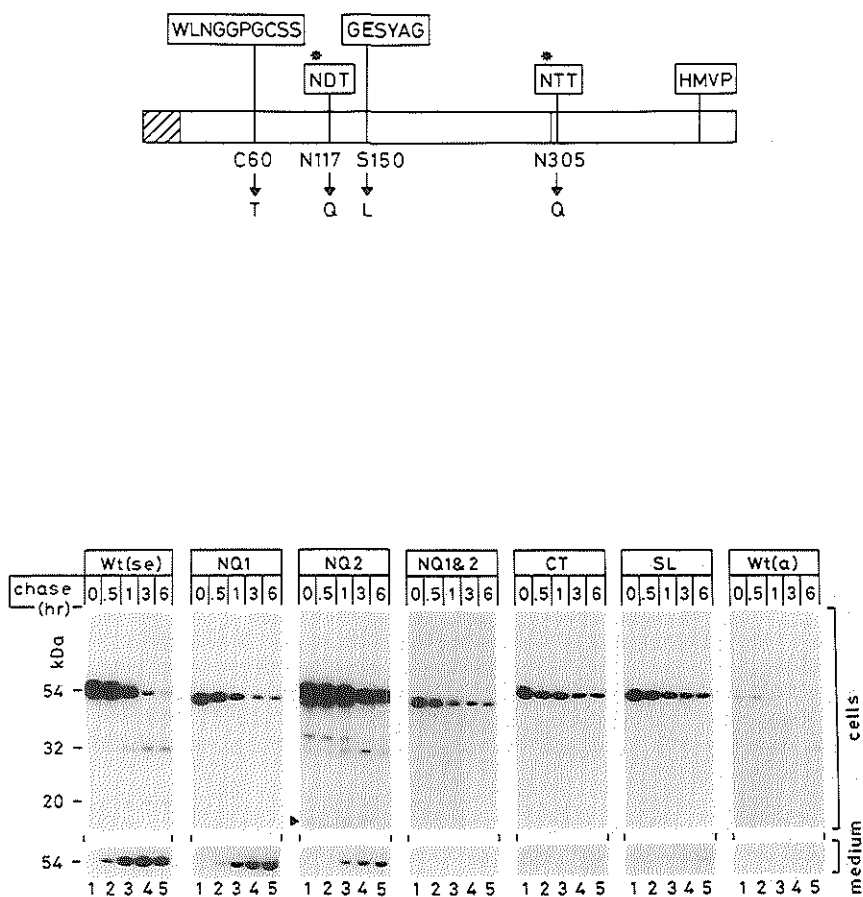 WLNGGPGCSS GESYAG
* *
NDT NTT HMVP
C60 N117 S150 N305
T Q L Q
Wt(se) NQ1 NQ2 NQ1&2 CT SL Wt(a)
chase (hr) 0 .5 1 3 6 0 .5 1 3 6 0 .5 1 3 6 0 .5 1 3 6 0 .5 1 3 6 0 .5 1 3 6 0 .5 1 3 6
kDa
54
32
20
cells
54
medium
1 2 3 4 5 1 2 3 4 5 1 2 3 4 5 1 2 3 4 5 1 2 3 4 5 1 2 3 4 5 1 2 3 4 5